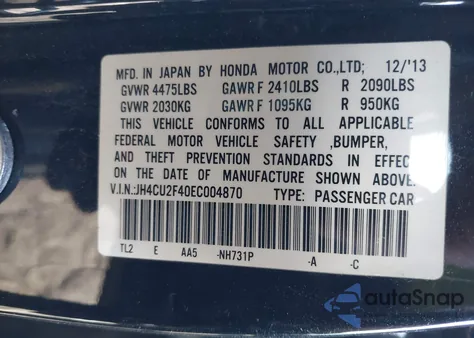 MFD. IN JAPAN BY HONDA MOTOR CO.,LTD; 12/'13
GVWR 4475LBS GAWR F 2410LBS R 2090LBS
GVWR 2030KG GAWR F 1095KG R 950KG
THIS VEHICLE CONFORMS TO ALL APPLICABLE
FEDERAL MOTOR VEHICLE SAFETY ,BUMPER,
AND THEFT PREVENTION STANDARDS IN EFFEC
ON THE DATE OF MANUFACTURE SHOWN ABOVE.
V.I.N.:JH4CU2F40EC004870 TYPE: PASSENGER CAR
TL2 E AA5 -NH731P -A -C
autoSnap